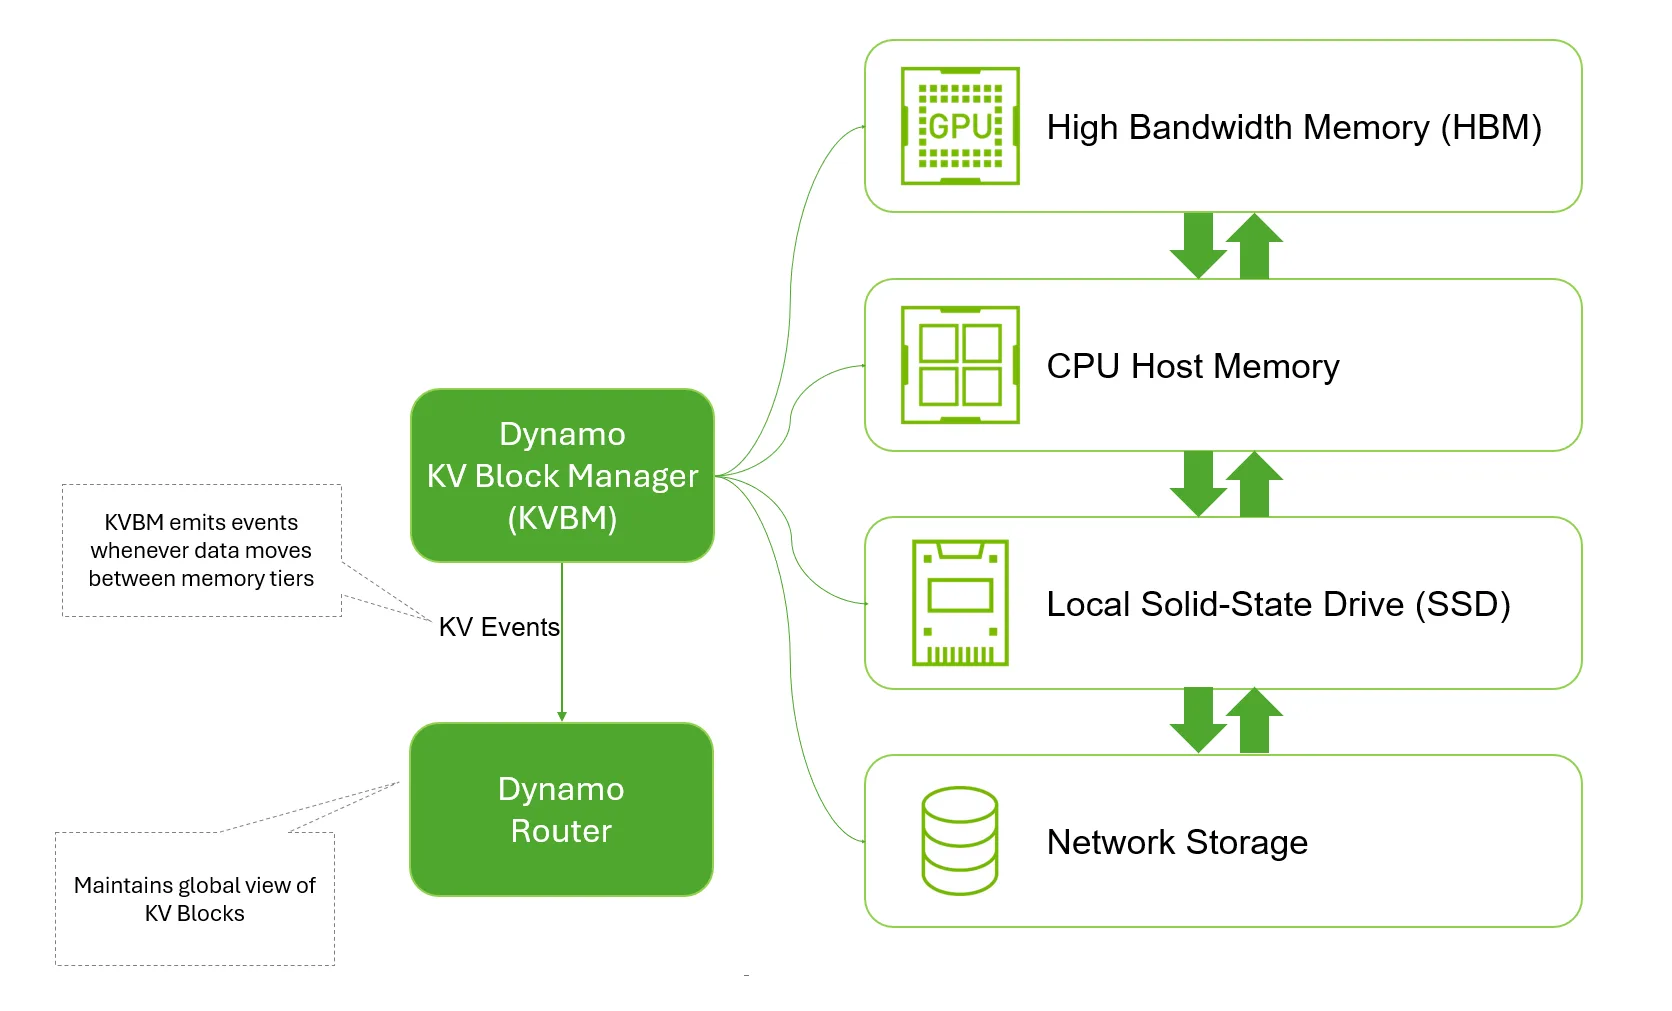 GPU
High Bandwidth Memory (HBM)
CPU Host Memory
Dynamo
KV Block Manager
(KVBM)
KVBM emits events
whenever data moves
between memory tiers
Local Solid-State Drive (SSD)
KV Events
Dynamo
Router
Network Storage
Maintains global view of
KV Blocks